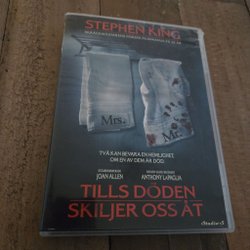 STEPHEN KING
Mrs.
Mr.
TVÅ KAN BEVARA EN HEMLIGHET,
OM EN AV DEM ÄR DÖD.
JOAN ALLEN
ANTHONY LAPAGLIA
TILLS DÖDEN
SKILJER OSS ÅT
Studio S